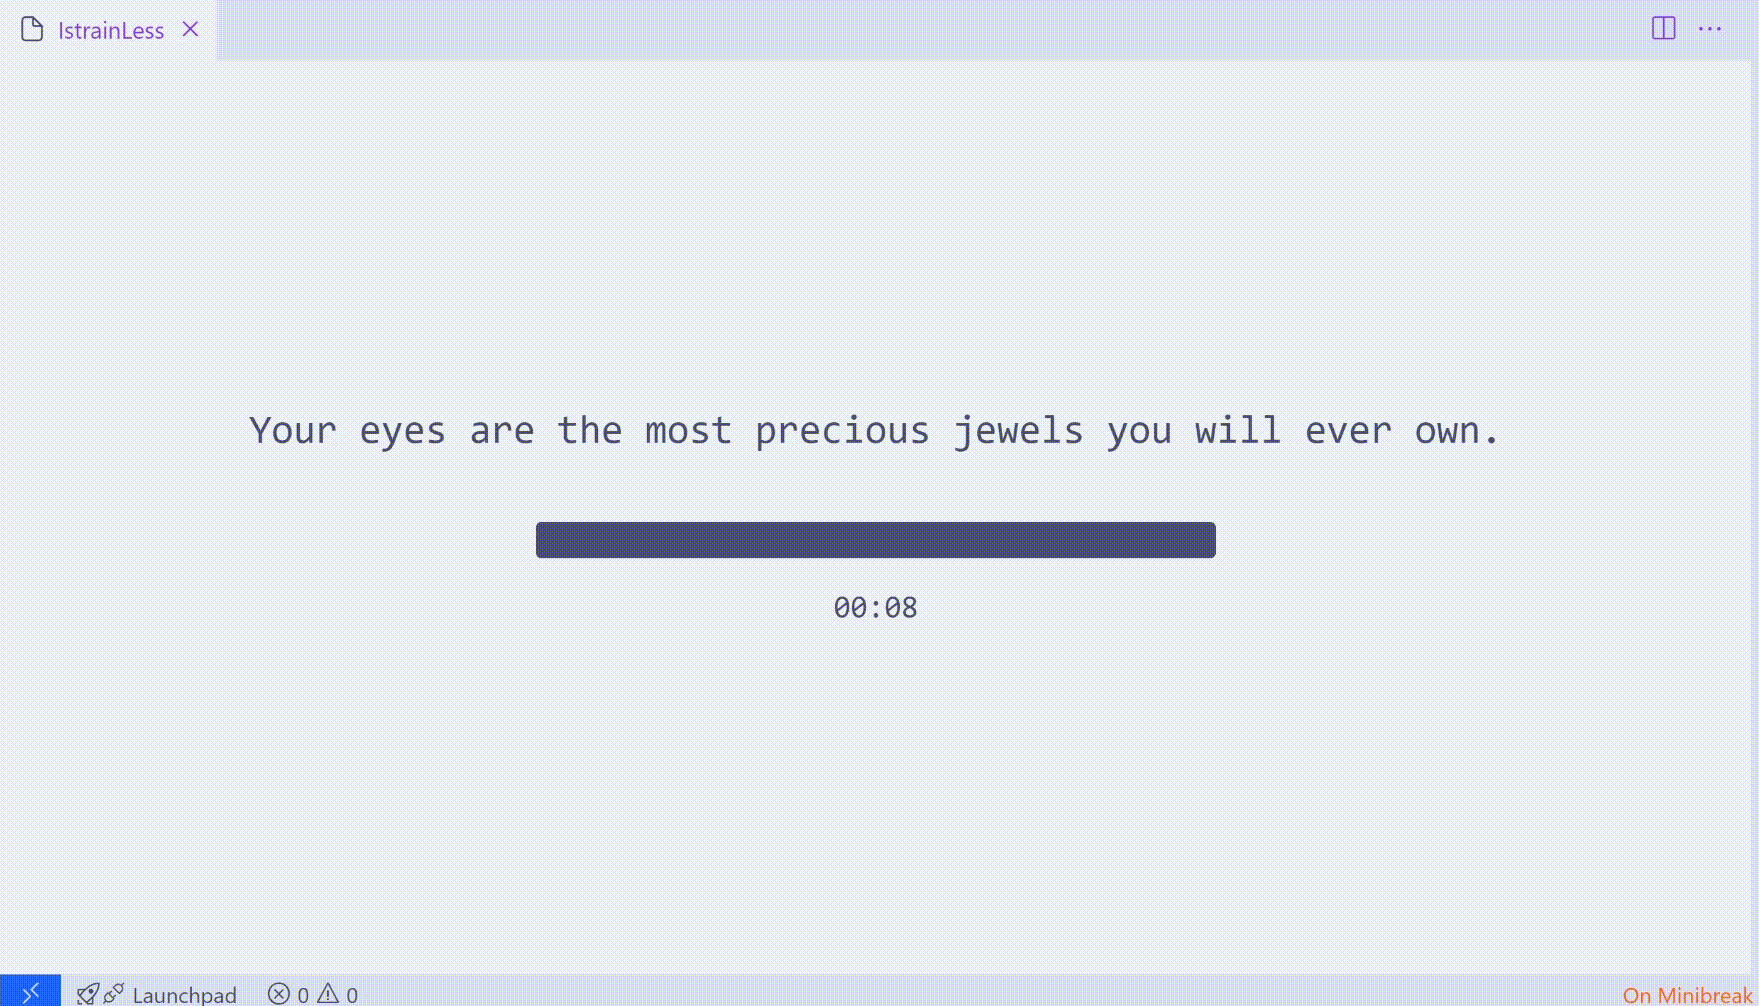 IstrainLess
Your eyes are the most precious jewels you will ever own.
00:08
Launchpad 0 0 On Minibreak